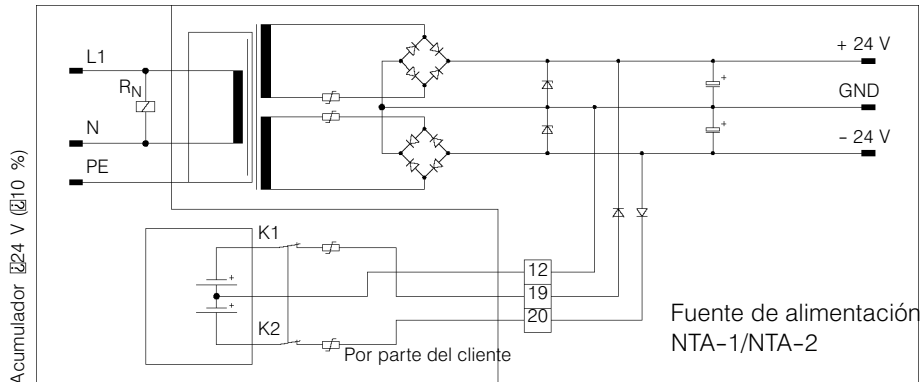 L1
RN
N
PE
+ 24 V
GND
- 24 V
Acumulador 24 V (10 %)
K1
K2
12
19
20
Por parte del cliente
Fuente de alimentación
NTA-1/NTA-2